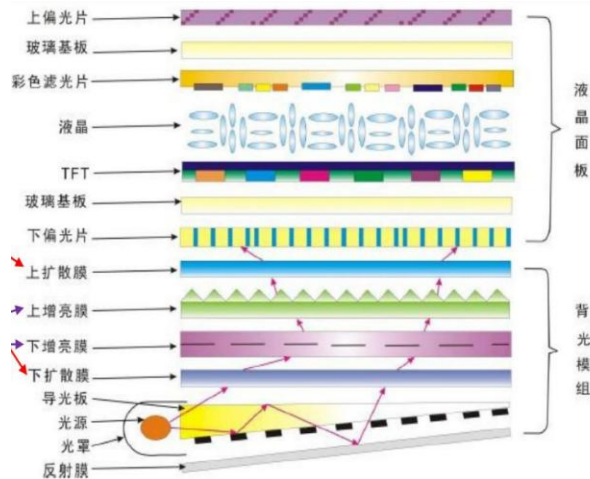 上偏光片
玻璃基板
彩色滤光片
液晶
TFT
玻璃基板
下偏光片
上扩散膜
上增亮膜
下增亮膜
下扩散膜
导光板
光源
光罩
反射膜
液晶面板
背光模组